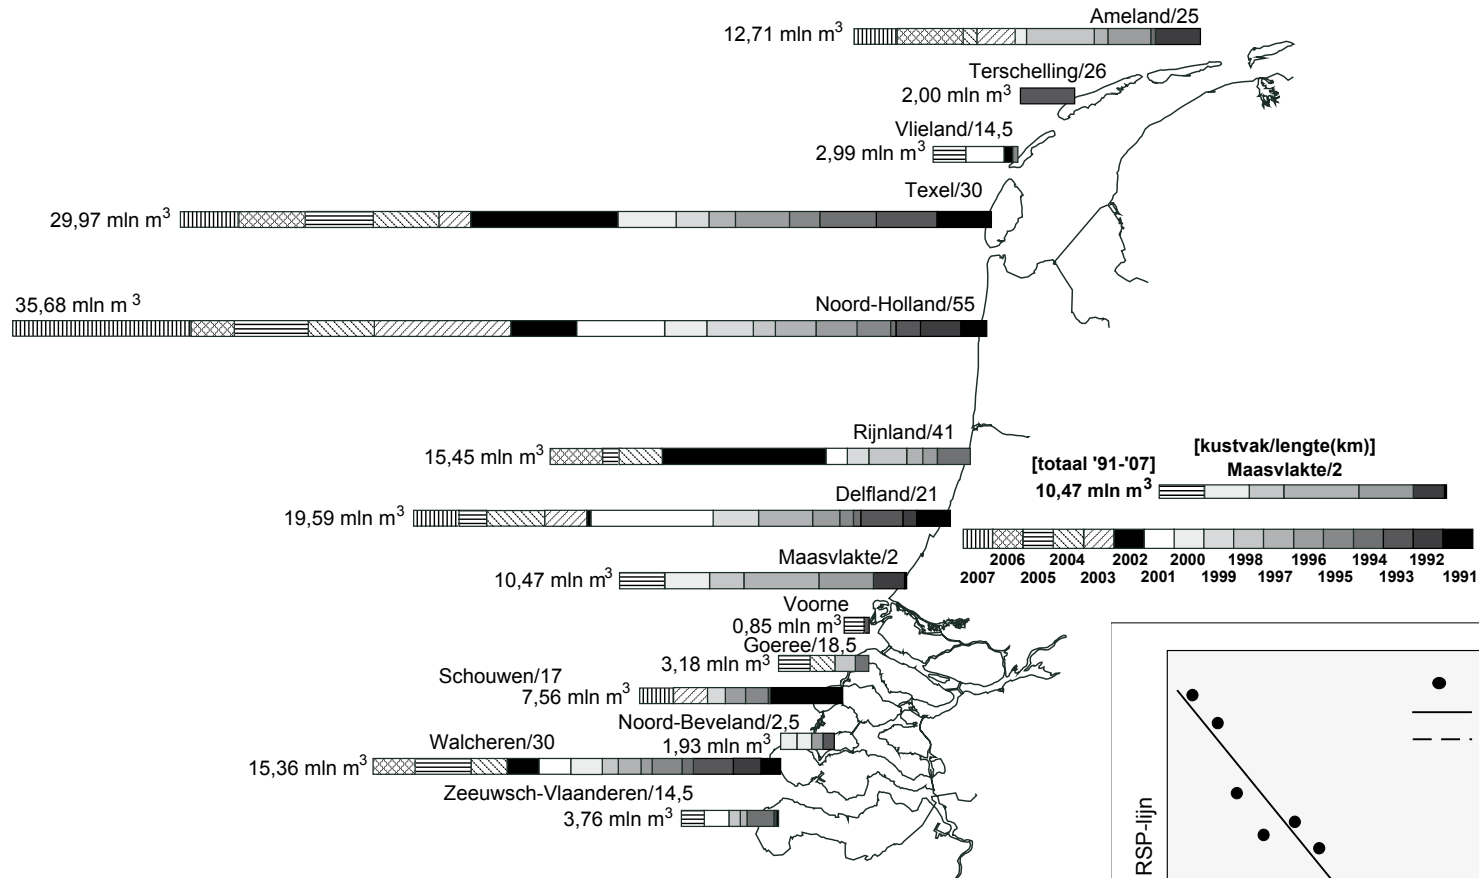 Ameland/25
12,71 mln m³
Terschelling/26
2,00 mln m³
Vlieland/14,5
2,99 mln m³
Texel/30
29,97 mln m³
35,68 mln m³
Noord-Holland/55
Rijnland/41
15,45 mln m³
[kustvak/lengte(km)]
[totaal '91-'07]
Maasvlakte/2
10,47 mln m³
Delfland/21
19,59 mln m³
2006 2004 2002 2000 1998 1996 1994 1992
2007 2005 2003 2001 1999 1997 1995 1993 1991
Maasvlakte/2
10,47 mln m³
Voorne
0,85 mln m³
Goeree/18,5
3,18 mln m³
Schouwen/17
7,56 mln m³
Noord-Beveland/2,5
1,93 mln m³
Walcheren/30
15,36 mln m³
Zeeuwsch-Vlaanderen/14,5
3,76 mln m³
RSP-lijn